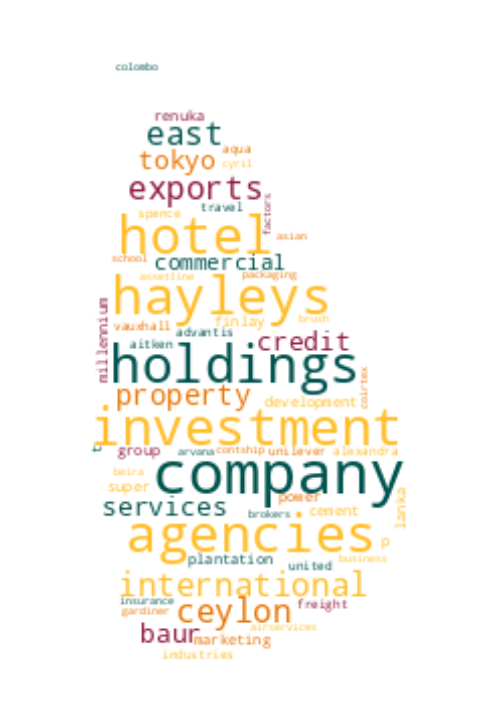 colombo
renuka
east
aqua
tokyo cyril
exports
travel factors
spence
hotel asian
school commercial
assetline packaging
hayleys
millennium
vauxhall finlay brush
advantis
aitken credit
holdings
property coirtex
development
investment
group arvana contship unilever alexandra
beira company
super power
services brokers cement lanka
agencies p
plantation business
united
international
insurance freight
gardiner ceylon
baur airservices
marketing
industries